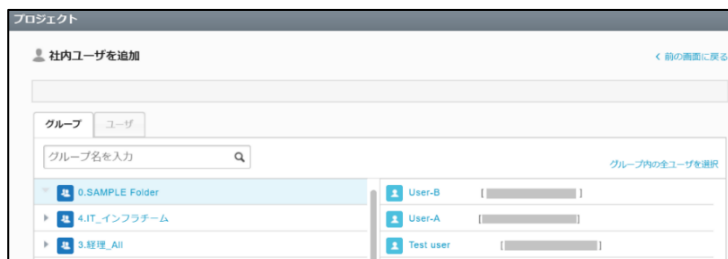 プロジェクト
社内ユーザを追加
< 前の画面に戻る
グループ ユーザ
グループ名を入力
グループ内の全ユーザを選択
0.SAMPLE Folder
User-B [ ]
4.IT_インフラチーム
User-A [ ]
3.経理_All
Test user [ ]